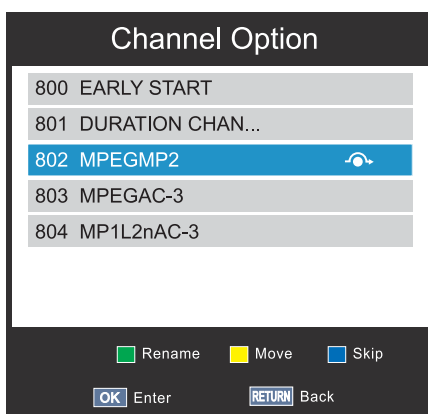 Channel Option
800 EARLY START
801 DURATION CHAN...
802 MPEGMP2
803 MPEGAC-3
804 MP1L2nAC-3
Rename Move Skip
OK Enter RETURN Back